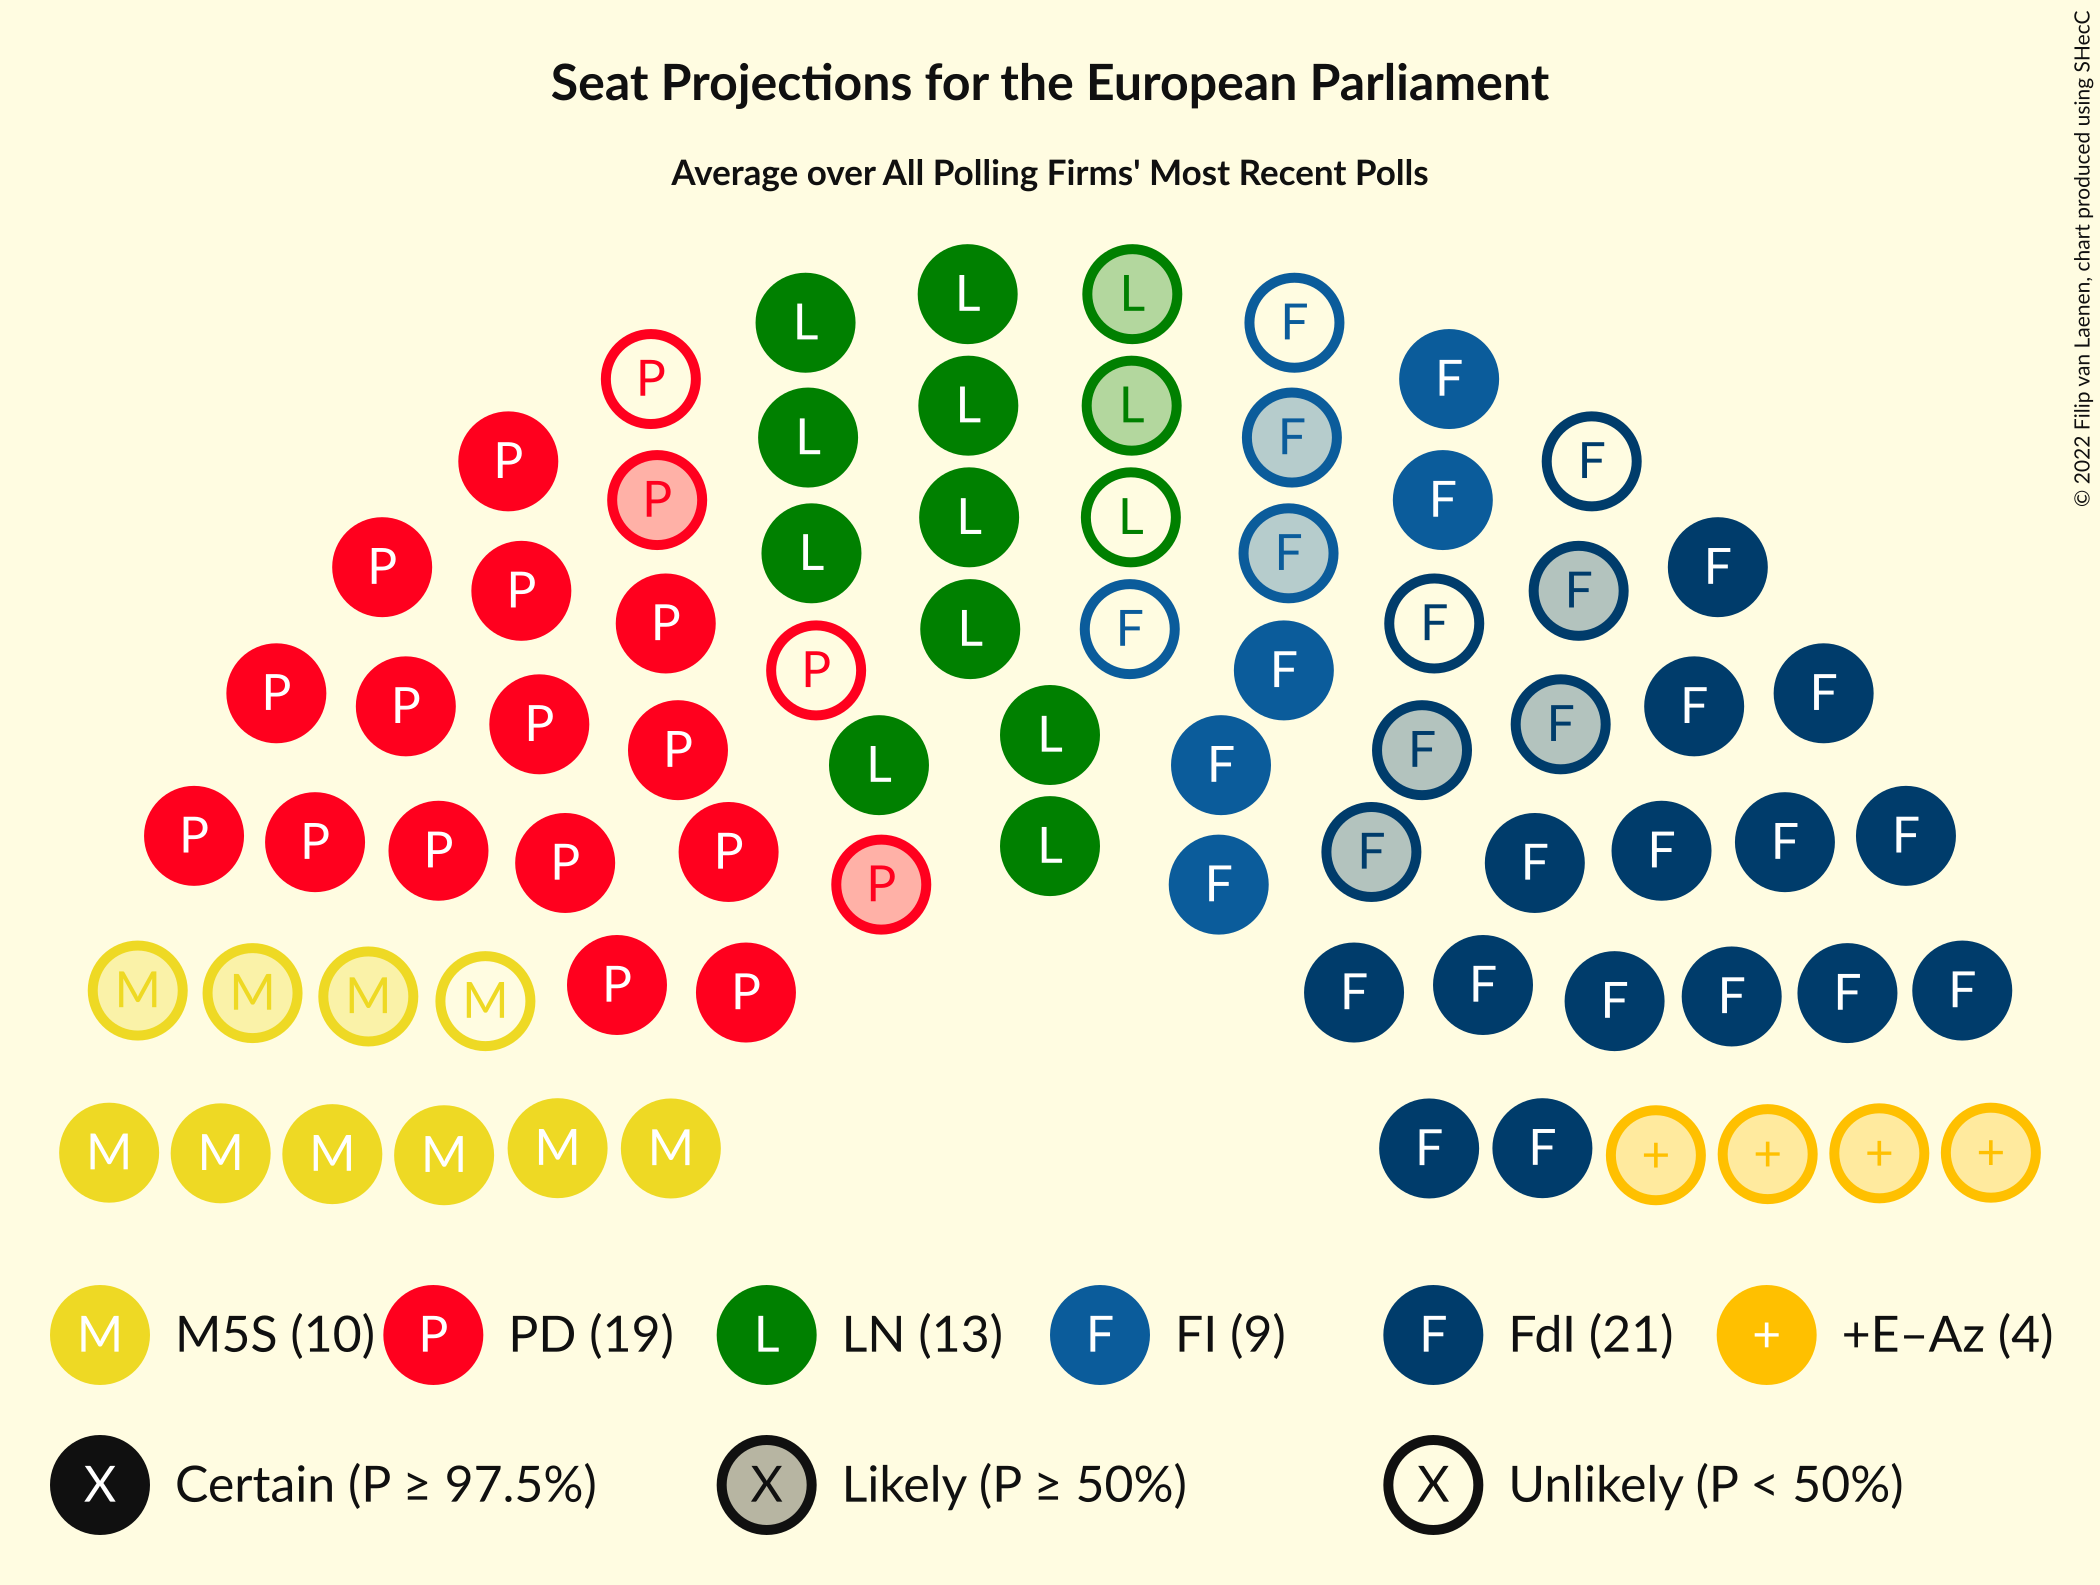 Seat Projections for the European Parliament
Average over All Polling Firms' Most Recent Polls
© 2022 Filip van Laenen, chart produced using SHecC
L L
L L F F
P L L F F
P P L L F F F
P P L L F F F
P P L F F F
P P P L F F F
P P P L L F F F F
P P P P P L F F F F F F
P F
M M M M P P F F F F F F
M M M M M M F F + + + +
M M5S (10) P PD (19) L LN (13) F FI (9) F FdI (21) + +E–Az (4)
X Certain (P ≥ 97.5%) X Likely (P ≥ 50%) X Unlikely (P < 50%)